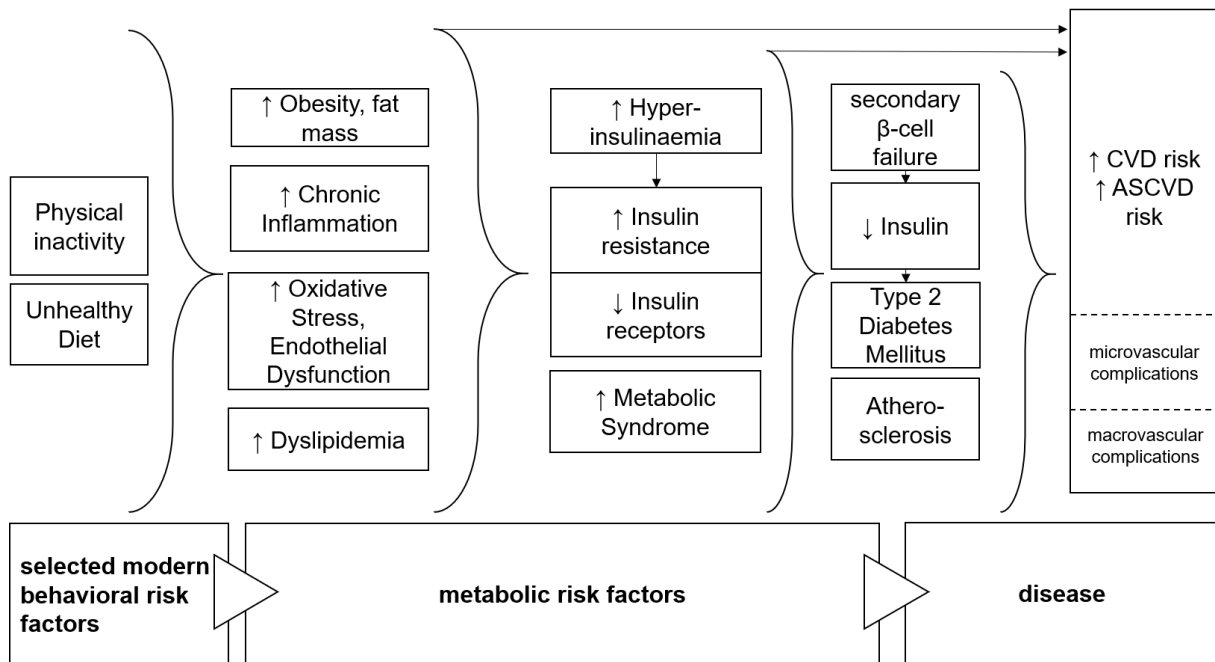 Physical
inactivity
Unhealthy
Diet
↑ Obesity, fat
mass
↑ Chronic
Inflammation
↑ Oxidative
Stress,
Endothelial
Dysfunction
↑ Dyslipidemia
↑ Hyper-
insulinaemia
↑ Insulin
resistance
↓ Insulin
receptors
↑ Metabolic
Syndrome
secondary
β-cell
failure
↓ Insulin
Type 2
Diabetes
Mellitus
Athero-
sclerosis
↑ CVD risk
↑ ASCVD
risk
microvascular
complications
macrovascular
complications
selected modern
behavioral risk
factors
metabolic risk factors
disease